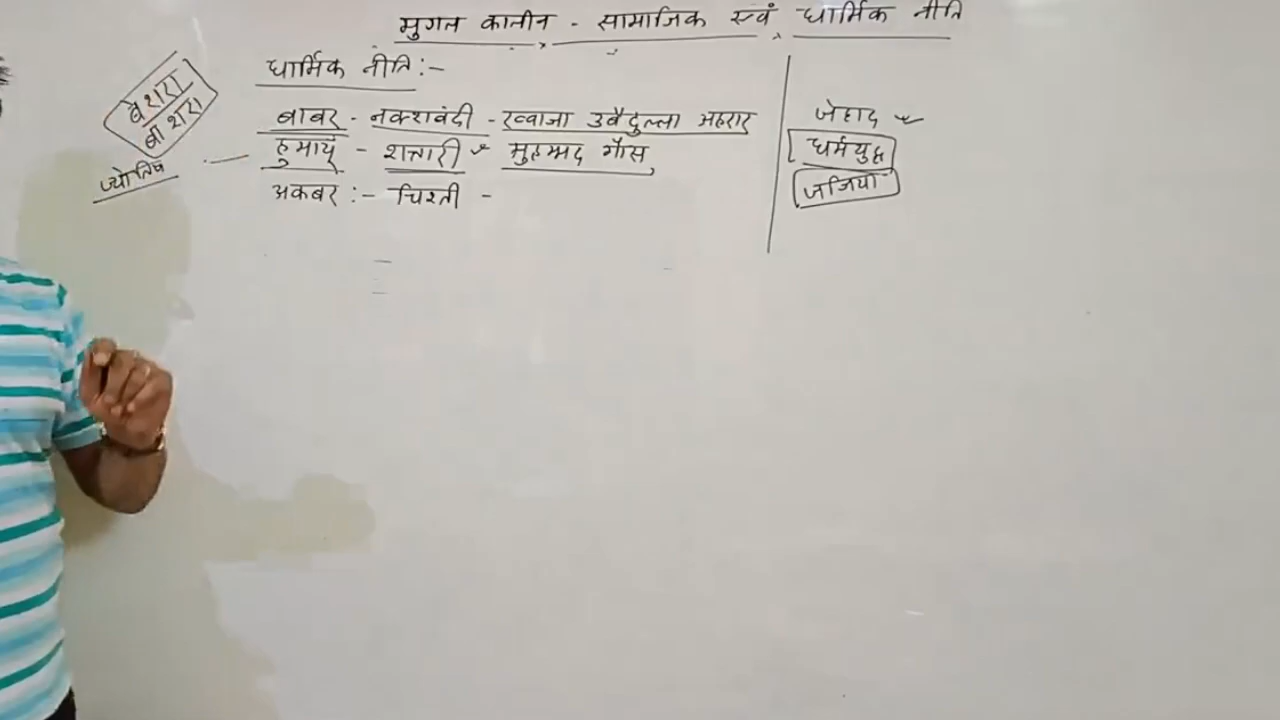 मुगल कालीन - सामाजिक एवं धार्मिक नीति
धार्मिक नीति :-
बाबर - नक्शबंदी - ख्वाजा उबैदुल्ला अहरार
हुमायूं - शत्तारी - मुहम्मद गौस
अकबर :- चिश्ती -
बे शरा
बा शरा
ज्योतिष
जेहाद
धर्मयुद्ध
जजिया